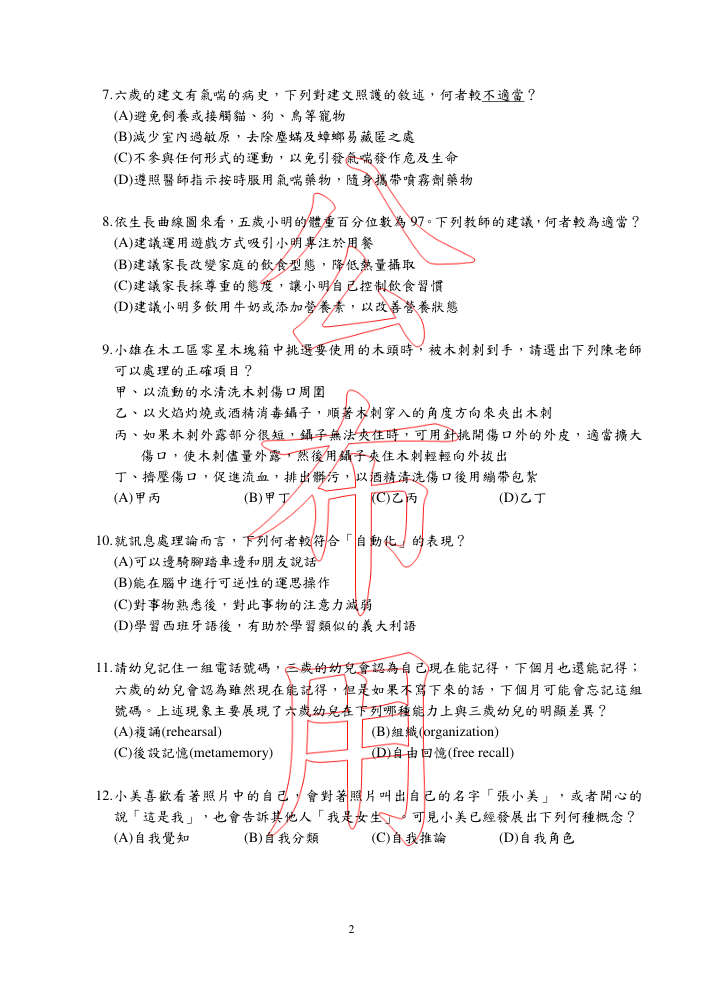 7.六歲的建文有氣喘的病史，下列對建文照護的敘述，何者較不適當？
(A)避免飼養或接觸貓、狗、鳥等寵物
(B)減少室內過敏原，去除塵蟎及蟑螂易藏匿之處
(C)不參與任何形式的運動，以免引發氣喘發作危及生命
(D)遵照醫師指示按時服用氣喘藥物，隨身攜帶噴霧劑藥物
8.依生長曲線圖來看，五歲小明的體重百分位數為 97。下列教師的建議，何者較為適當？
(A)建議運用遊戲方式吸引小明專注於用餐
(B)建議家長改變家庭的飲食型態，降低熱量攝取
(C)建議家長採尊重的態度，讓小明自己控制飲食習慣
(D)建議小明多飲用牛奶或添加營養素，以改善營養狀態
9.小雄在木工區零星木塊箱中挑選要使用的木頭時，被木刺刺到手，請選出下列陳老師
可以處理的正確項目？
甲、以流動的水清洗木刺傷口周圍
乙、以火焰灼燒或酒精消毒鑷子，順著木刺穿入的角度方向來夾出木刺
丙、如果木刺外露部分很短，鑷子無法夾住時，可用針挑開傷口外的外皮，適當擴大
傷口，使木刺儘量外露，然後用鑷子夾住木刺輕輕向外拔出
丁、擠壓傷口，促進流血，排出髒污，以酒精清洗傷口後用繃帶包紮
(A)甲丙 (B)甲丁 (C)乙丙 (D)乙丁
10.就訊息處理論而言，下列何者較符合「自動化」的表現？
(A)可以邊騎腳踏車邊和朋友說話
(B)能在腦中進行可逆性的運思操作
(C)對事物熟悉後，對此事物的注意力減弱
(D)學習西班牙語後，有助於學習類似的義大利語
11.請幼兒記住一組電話號碼，三歲的幼兒會認為自己現在能記得，下個月也還能記得；
六歲的幼兒會認為雖然現在能記得，但是如果不寫下來的話，下個月可能會忘記這組
號碼。上述現象主要展現了六歲幼兒在下列哪種能力上與三歲幼兒的明顯差異？
(A)複誦(rehearsal) (B)組織(organization)
(C)後設記憶(metamemory) (D)自由回憶(free recall)
12.小美喜歡看著照片中的自己，會對著照片叫出自己的名字「張小美」，或者開心的
說「這是我」，也會告訴其他人「我是女生」。可見小美已經發展出下列何種概念？
(A)自我覺知 (B)自我分類 (C)自我推論 (D)自我角色
公布用
2